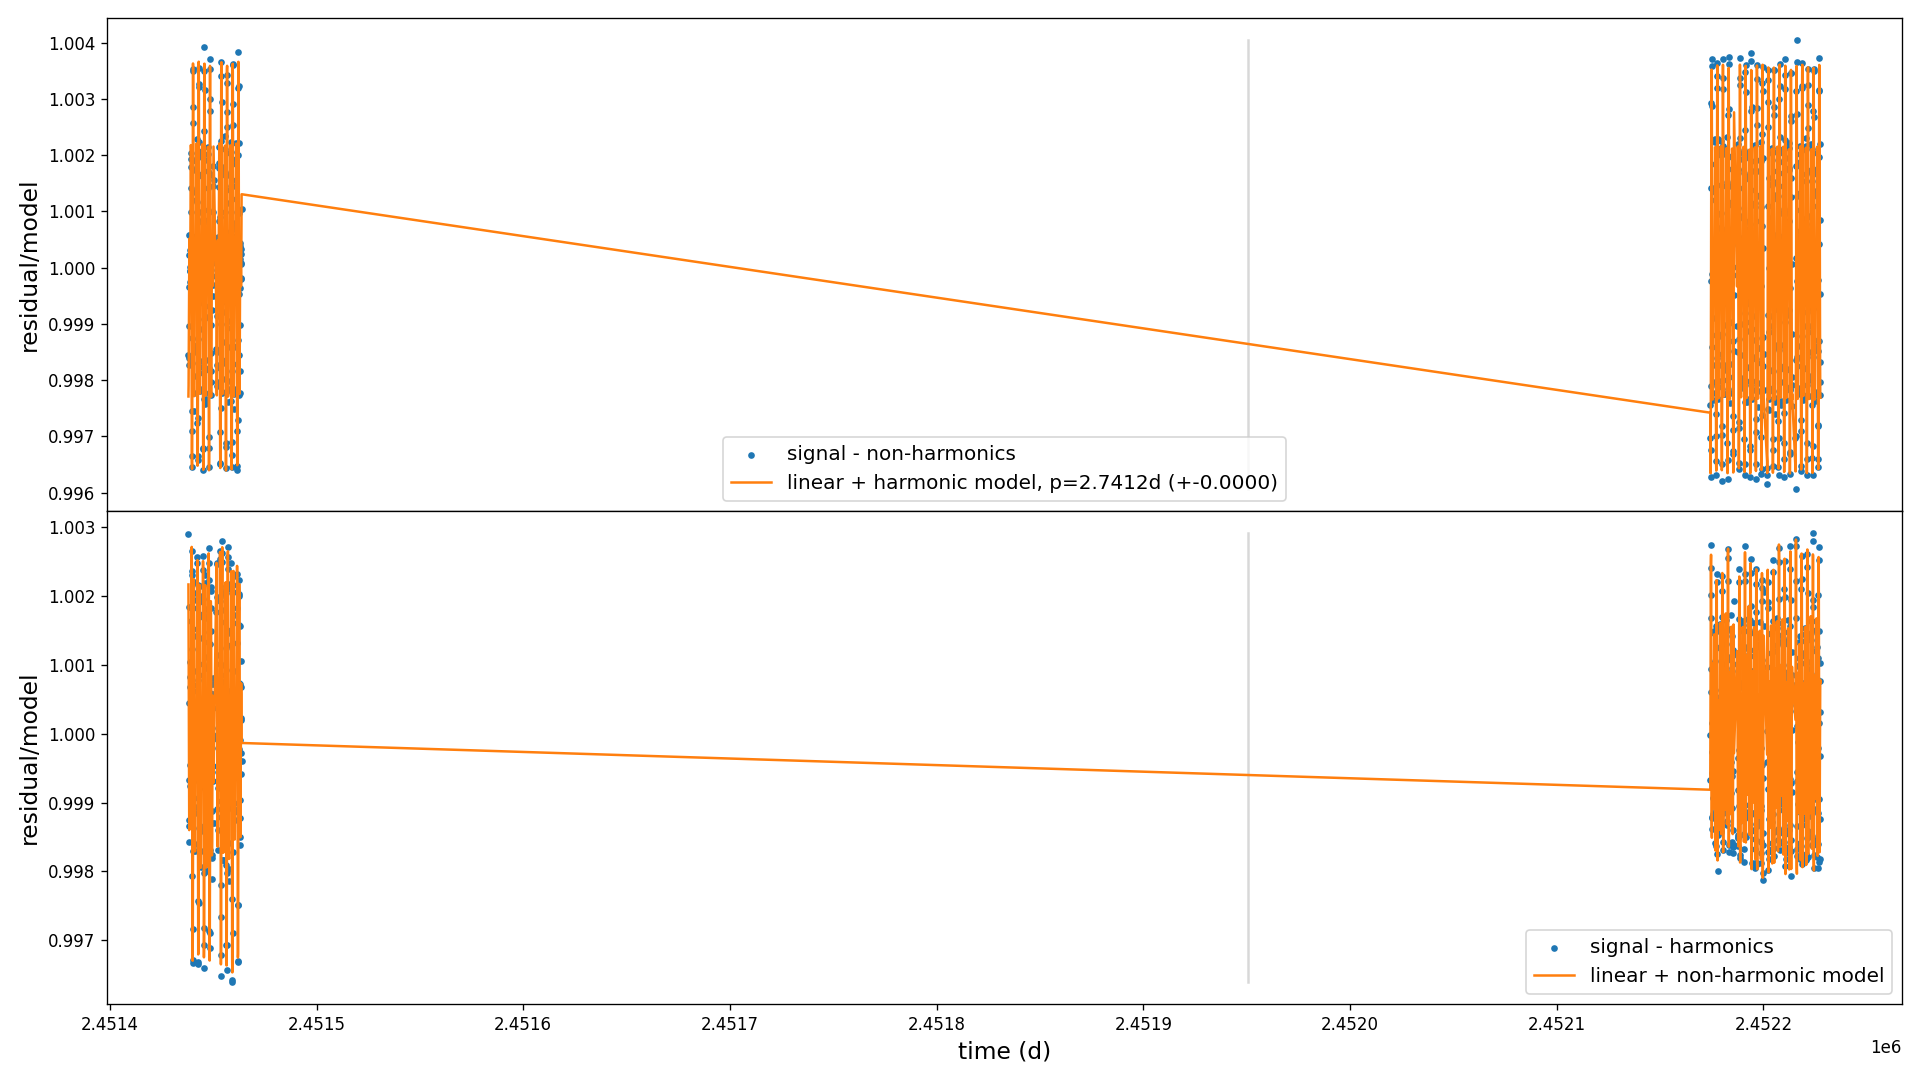 1.004
1.003
1.002
1.001
1.000
0.999
0.998
0.997
0.996
residual/model
signal - non-harmonics
linear + harmonic model, p=2.7412d (+-0.0000)
1.003
1.002
1.001
1.000
0.999
0.998
0.997
residual/model
signal - harmonics
linear + non-harmonic model
2.4514 2.4515 2.4516 2.4517 2.4518 2.4519 2.4520 2.4521 2.4522
1e6
time (d)